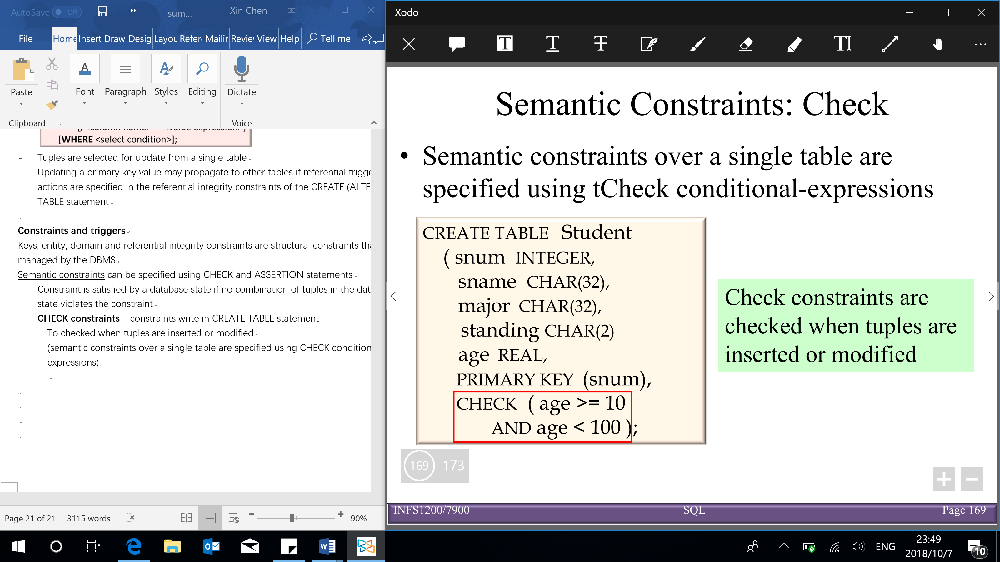 AutoSave Off sum... Xin Chen
File Home Insert Draw Desig Layou Refere Mailin Review View Help Tell me
Paste Font Paragraph Styles Editing Dictate
Clipboard Voice
[WHERE <select condition>];
- Tuples are selected for update from a single table
- Updating a primary key value may propagate to other tables if referential trigge
actions are specified in the referential integrity constraints of the CREATE (ALTE
TABLE statement
Constraints and triggers
Keys, entity, domain and referential integrity constraints are structural constraints tha
managed by the DBMS
Semantic constraints can be specified using CHECK and ASSERTION statements
- Constraint is satisfied by a database state if no combination of tuples in the dat
state violates the constraint
- CHECK constraints – constraints write in CREATE TABLE statement
To checked when tuples are inserted or modified
(semantic constraints over a single table are specified using CHECK condition
expressions)
Page 21 of 21 3115 words 90%
Xodo
Semantic Constraints: Check
• Semantic constraints over a single table are
specified using tCheck conditional-expressions
CREATE TABLE Student
( snum INTEGER,
sname CHAR(32),
major CHAR(32),
standing CHAR(2)
age REAL,
PRIMARY KEY (snum),
CHECK ( age >= 10
AND age < 100 );
Check constraints are
checked when tuples are
inserted or modified
169 173
INFS1200/7900 SQL Page 169
ENG
23:49
2018/10/7
10